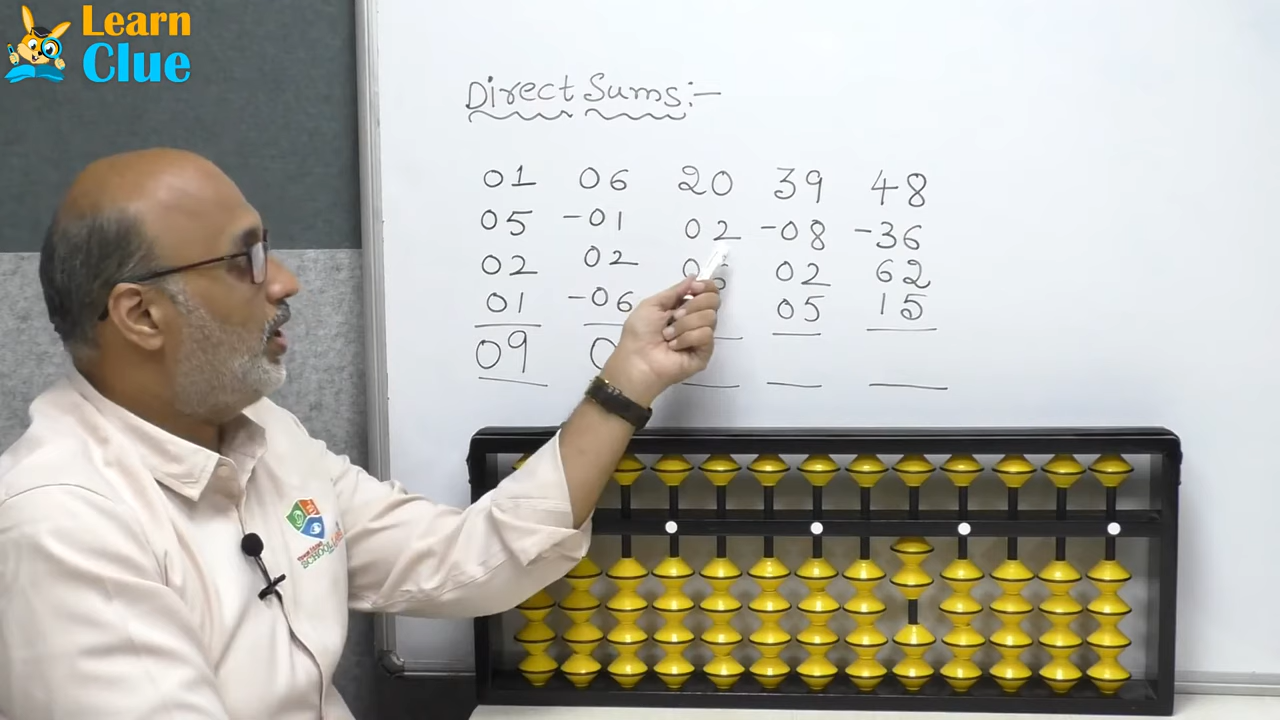 Learn
Clue
Direct Sums:-
01 06 20 39 48
05 -01 02 -08 -36
02 02 02 62
01 -06 05 15
09
SCHOOL